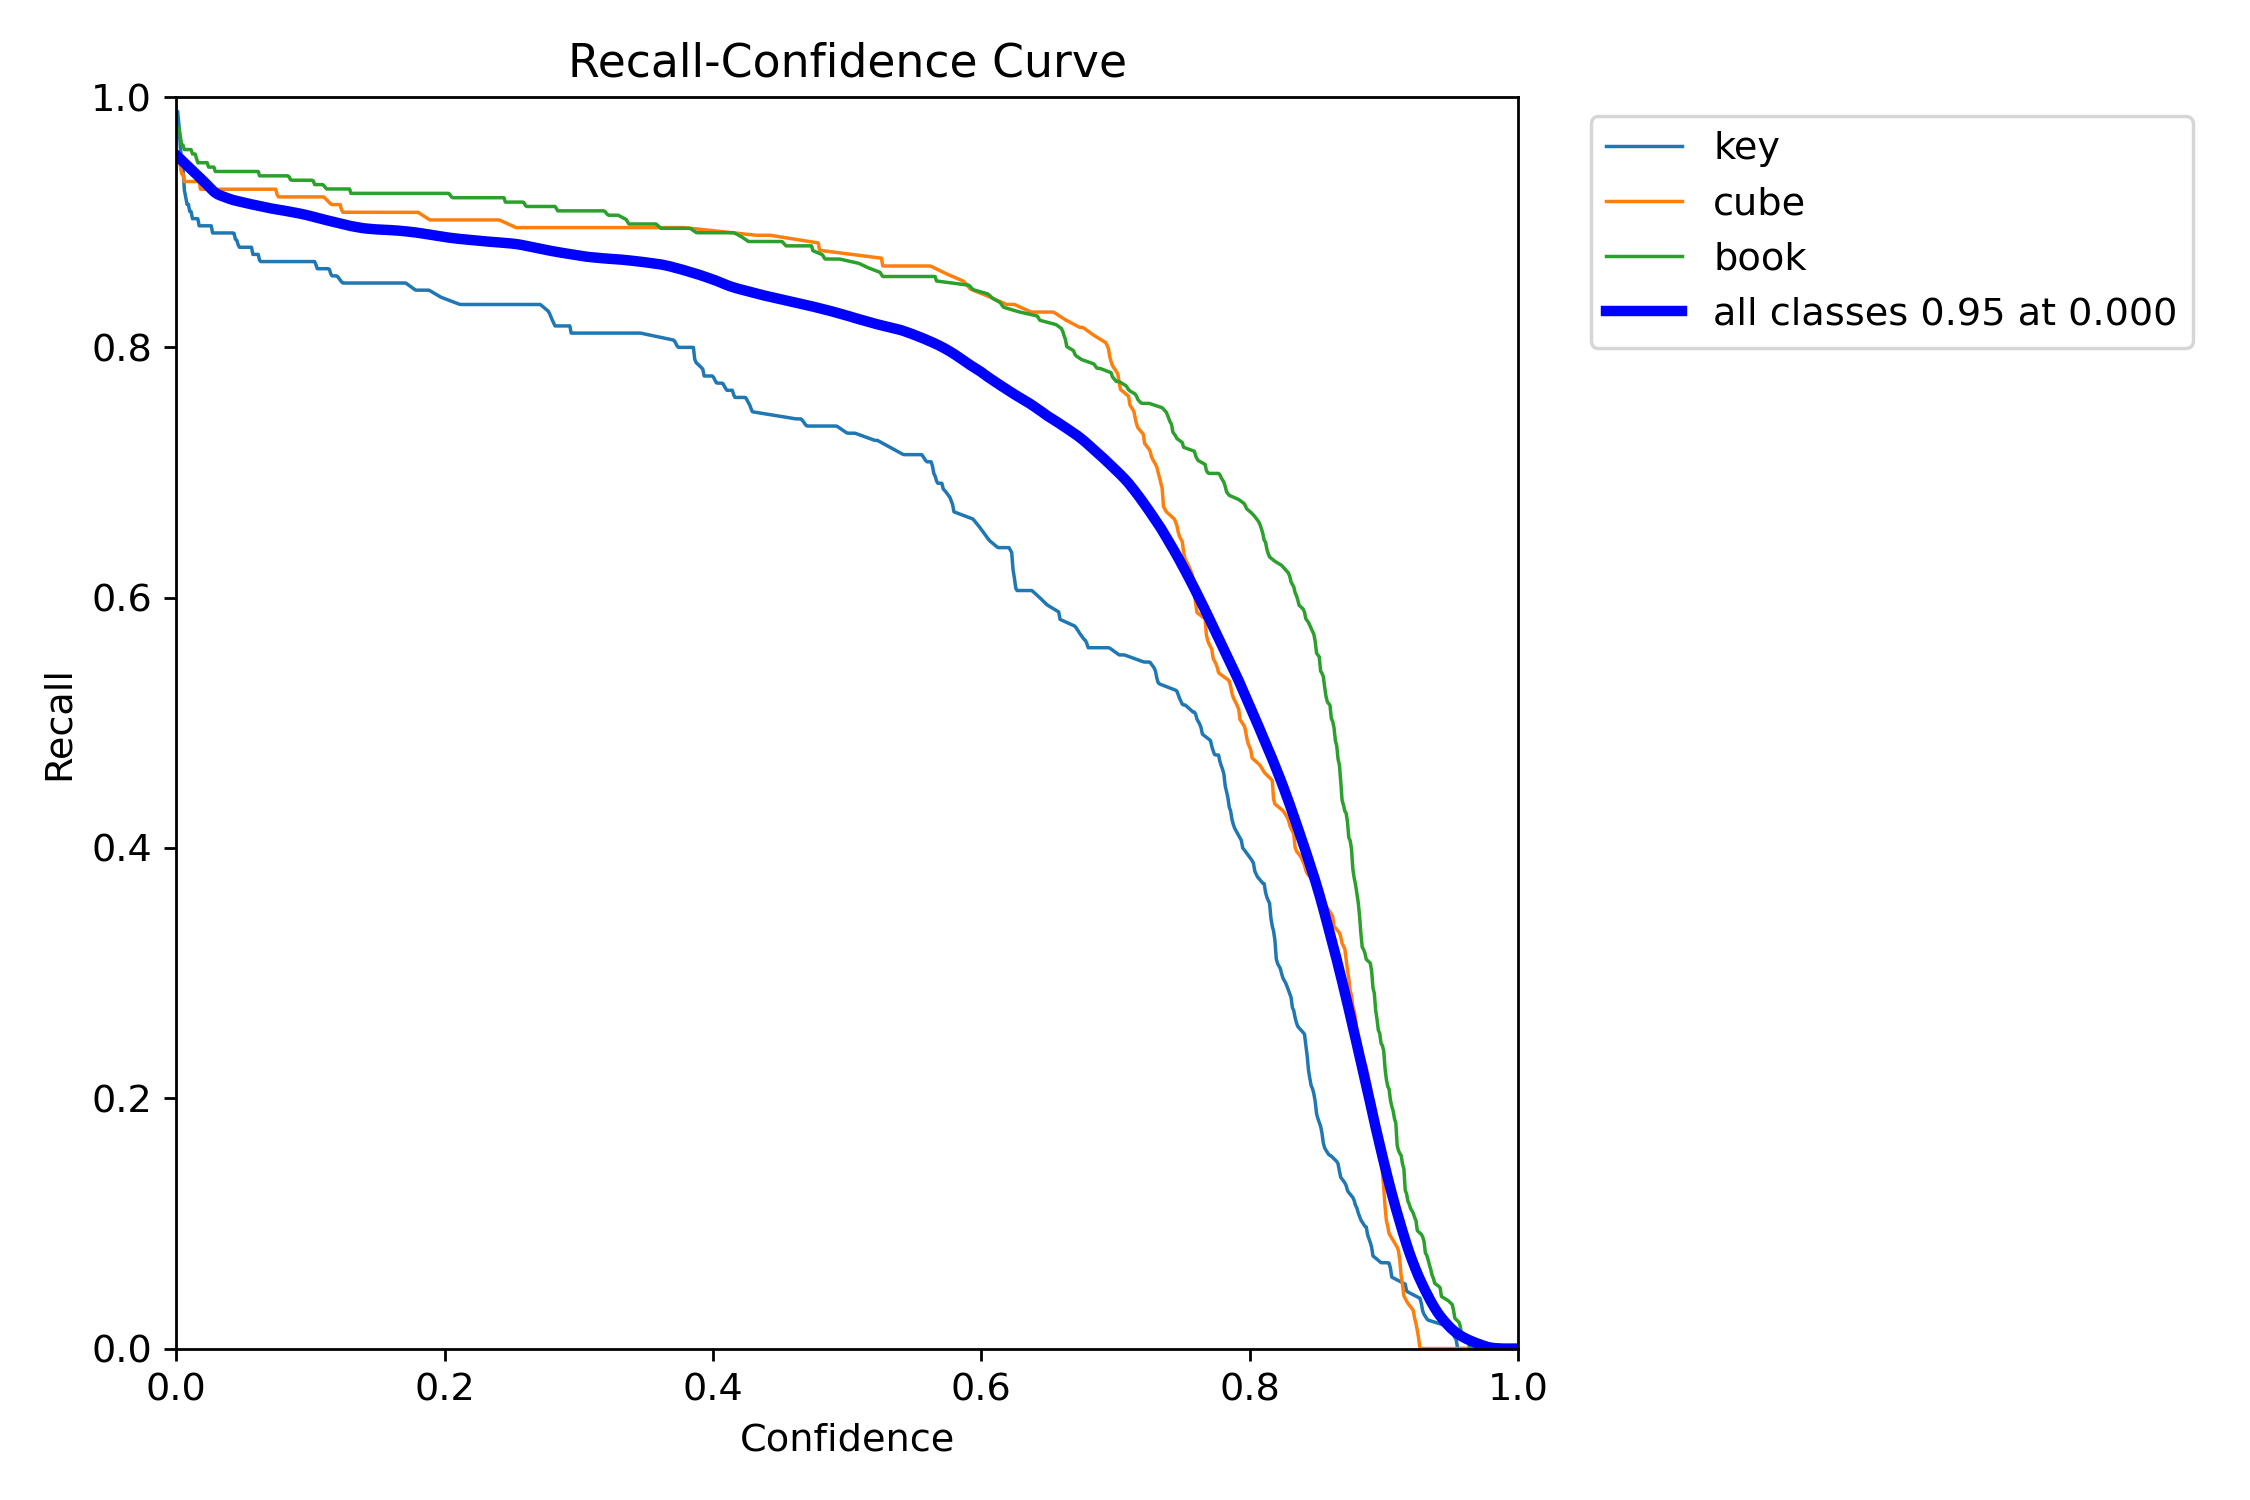 Recall-Confidence Curve
1.0
0.8
0.6
0.4
0.2
0.0
Recall
0.0 0.2 0.4 0.6 0.8 1.0
Confidence
key
cube
book
all classes 0.95 at 0.000